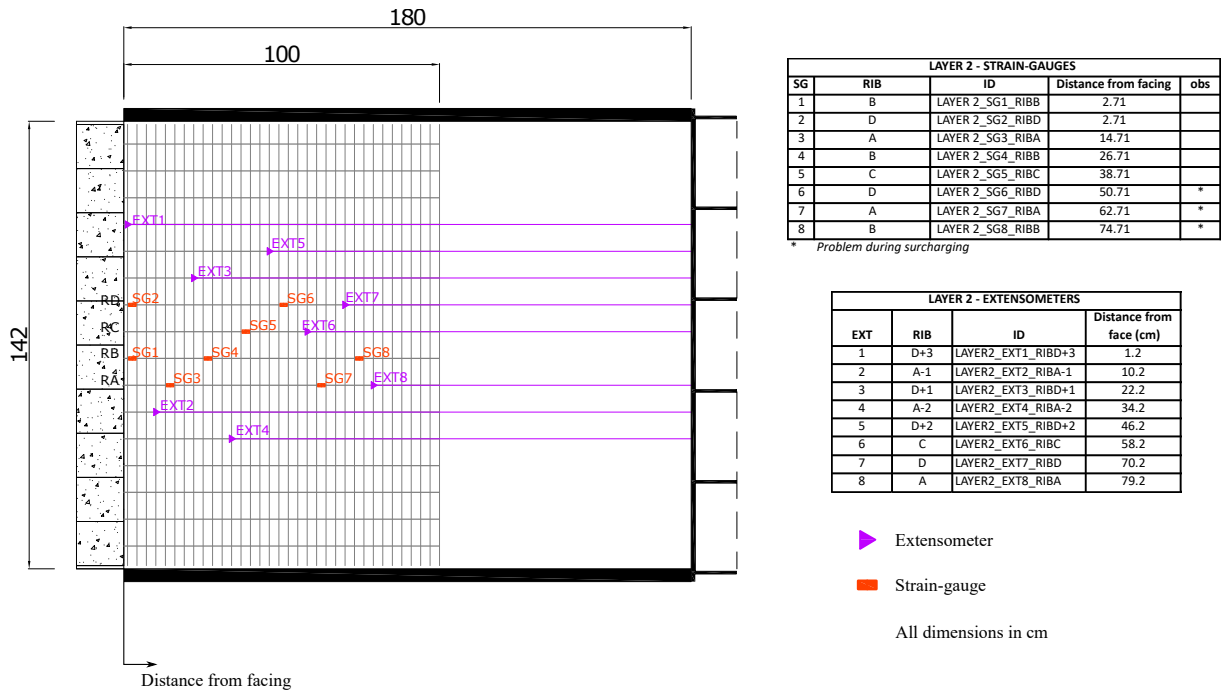 180
100
142
EXT1
EXT5
EXT3
RD
SG2
SG6
EXT7
RC
SG5
EXT6
RB
SG1
SG4
SG8
RA
SG3
SG7
EXT8
EXT2
EXT4
Distance from facing
LAYER 2 - STRAIN-GAUGES
SG RIB ID Distance from facing obs
1 B LAYER 2_SG1_RIBB 2.71
2 D LAYER 2_SG2_RIBD 2.71
3 A LAYER 2_SG3_RIBA 14.71
4 B LAYER 2_SG4_RIBB 26.71
5 C LAYER 2_SG5_RIBC 38.71
6 D LAYER 2_SG6_RIBD 50.71 *
7 A LAYER 2_SG7_RIBA 62.71 *
8 B LAYER 2_SG8_RIBB 74.71 *
* Problem during surcharging
LAYER 2 - EXTENSOMETERS
EXT RIB ID Distance from
face (cm)
1 D+3 LAYER2_EXT1_RIBD+3 1.2
2 A-1 LAYER2_EXT2_RIBA-1 10.2
3 D+1 LAYER2_EXT3_RIBD+1 22.2
4 A-2 LAYER2_EXT4_RIBA-2 34.2
5 D+2 LAYER2_EXT5_RIBD+2 46.2
6 C LAYER2_EXT6_RIBC 58.2
7 D LAYER2_EXT7_RIBD 70.2
8 A LAYER2_EXT8_RIBA 79.2
Extensometer
Strain-gauge
All dimensions in cm